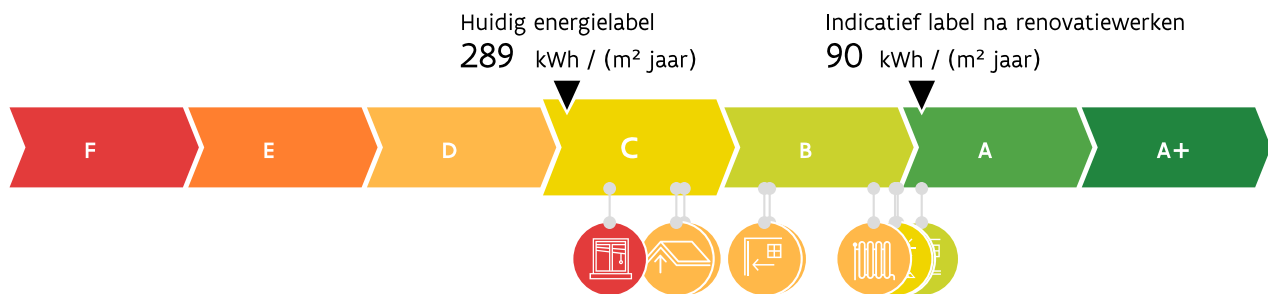 Huidig energielabel
289 kWh / (m² jaar)
Indicatief label na renovatiewerken
90 kWh / (m² jaar)
F E D C B A A+